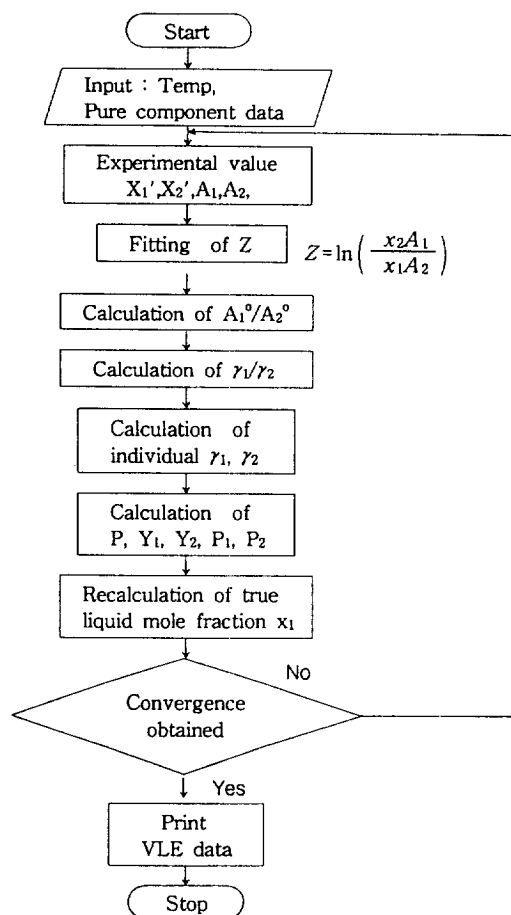 Start
Input : Temp,
Pure component data
Experimental value
X₁',X₂',A₁,A₂,
Fitting of Z
Z=ln(x₂A₁/x₁A₂)
Calculation of A₁°/A₂°
Calculation of γ₁/γ₂
Calculation of
individual γ₁, γ₂
Calculation of
P, Y₁, Y₂, P₁, P₂
Recalculation of true
liquid mole fraction x₁
No
Convergence
obtained
Yes
Print
VLE data
Stop